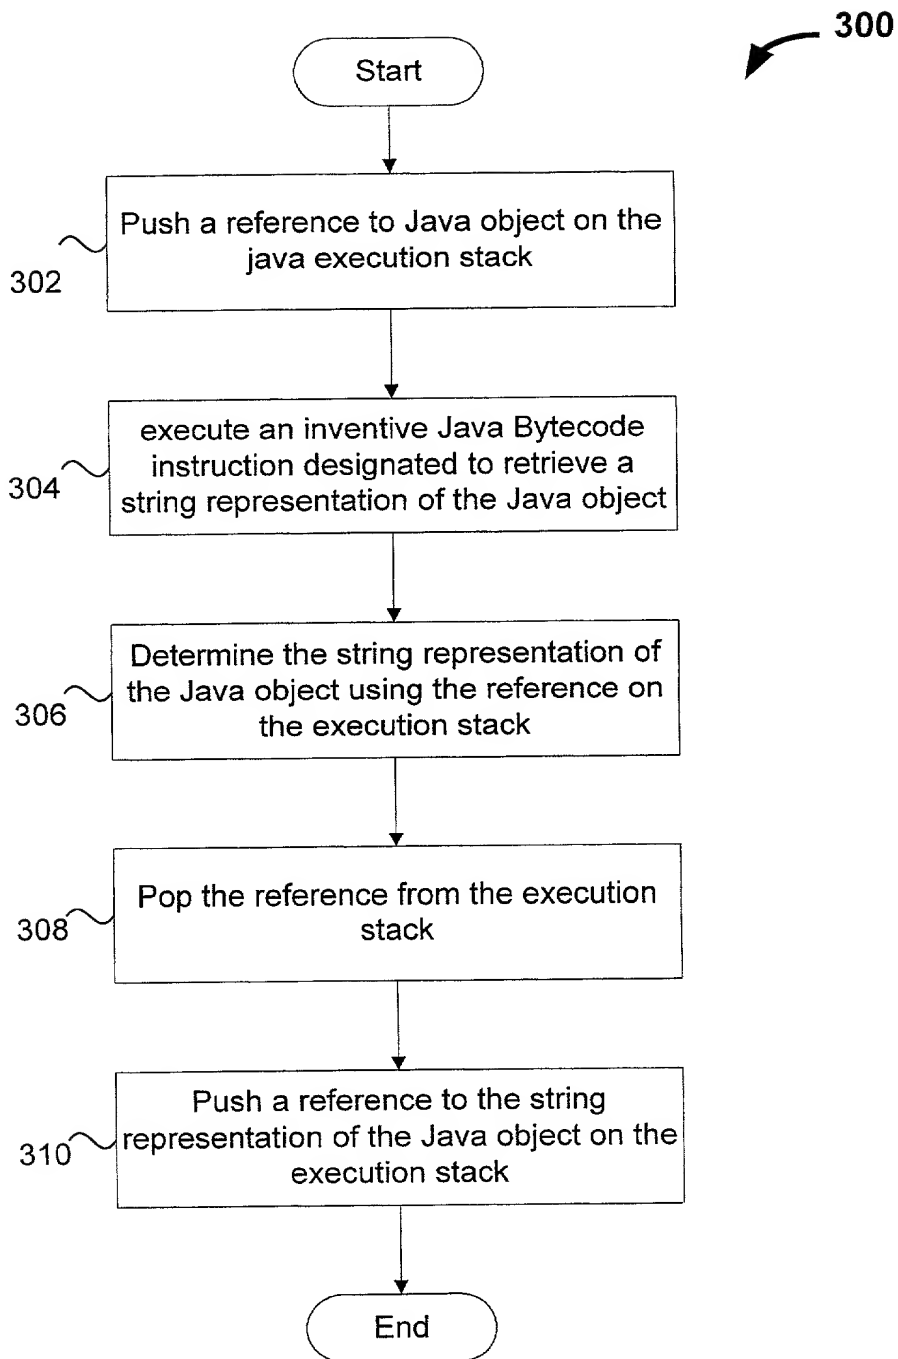 300
Start
Push a reference to Java object on the
java execution stack
302
execute an inventive Java Bytecode
instruction designated to retrieve a
string representation of the Java object
304
Determine the string representation of
the Java object using the reference on
the execution stack
306
Pop the reference from the execution
stack
308
Push a reference to the string
representation of the Java object on the
execution stack
310
End